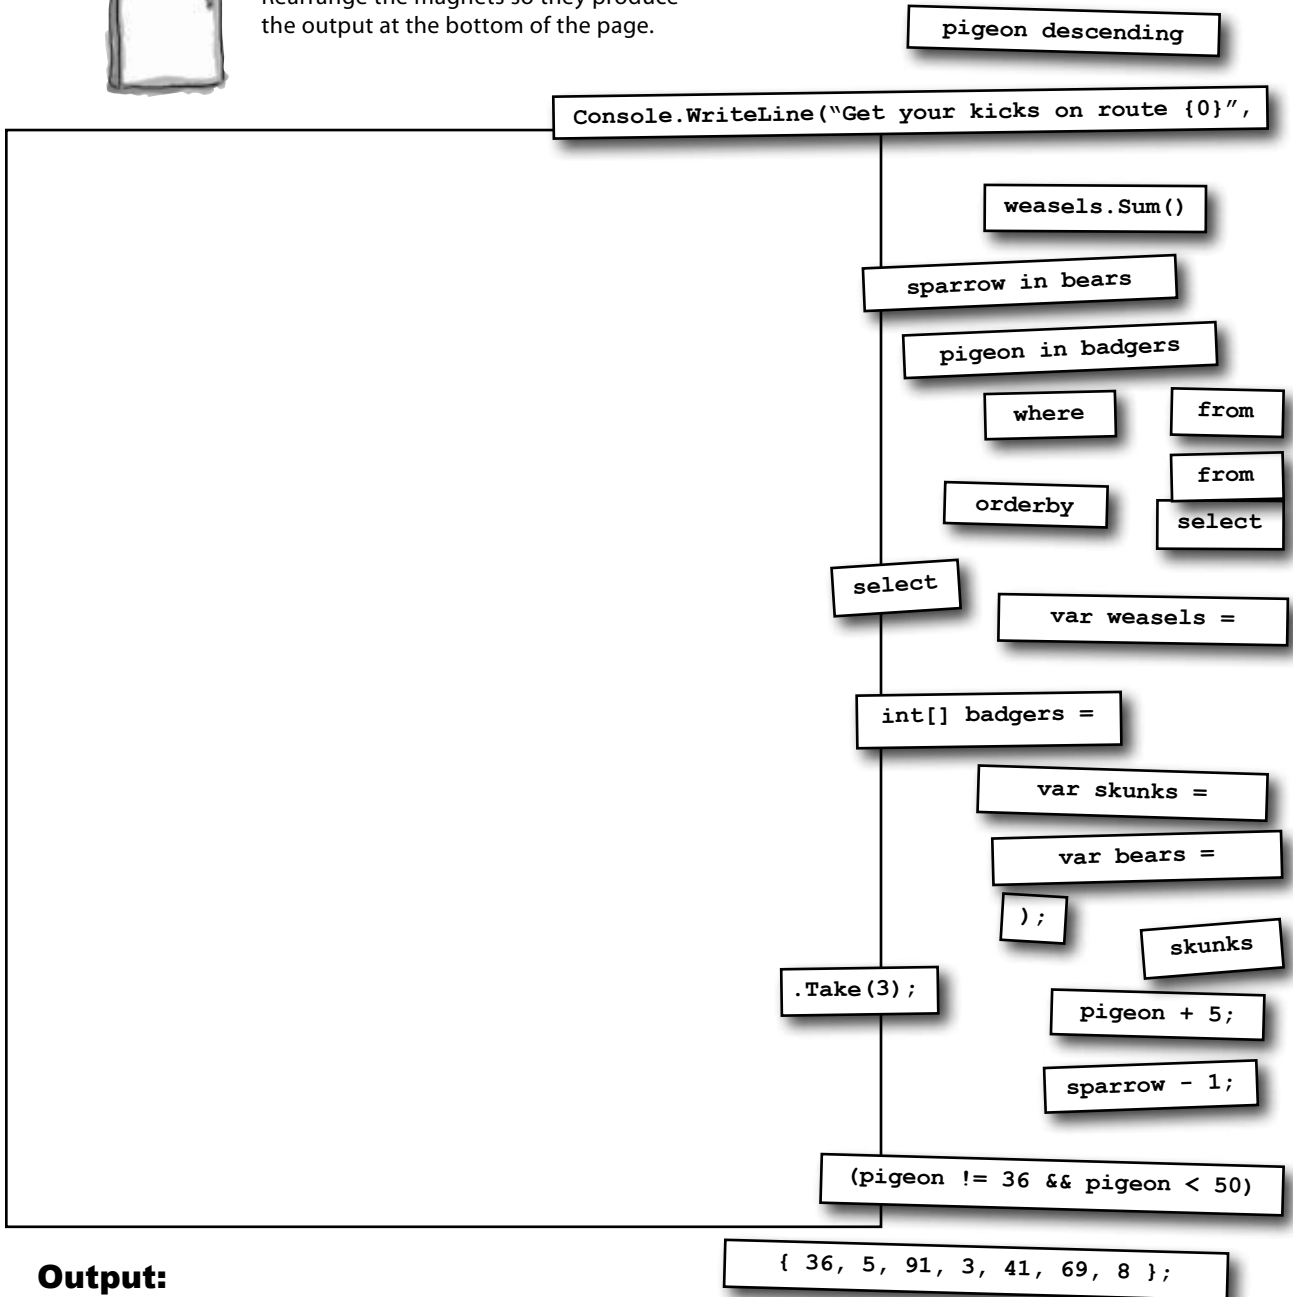 Rearrange the magnets so they produce
the output at the bottom of the page.
pigeon descending
Console.WriteLine(“Get your kicks on route {0}”,
weasels.Sum()
sparrow in bears
pigeon in badgers
where
from
from
orderby
select
select
var weasels =
int[] badgers =
var skunks =
var bears =
);
skunks
.Take(3);
pigeon + 5;
sparrow - 1;
(pigeon != 36 && pigeon < 50)
{ 36, 5, 91, 3, 41, 69, 8 };
Output: